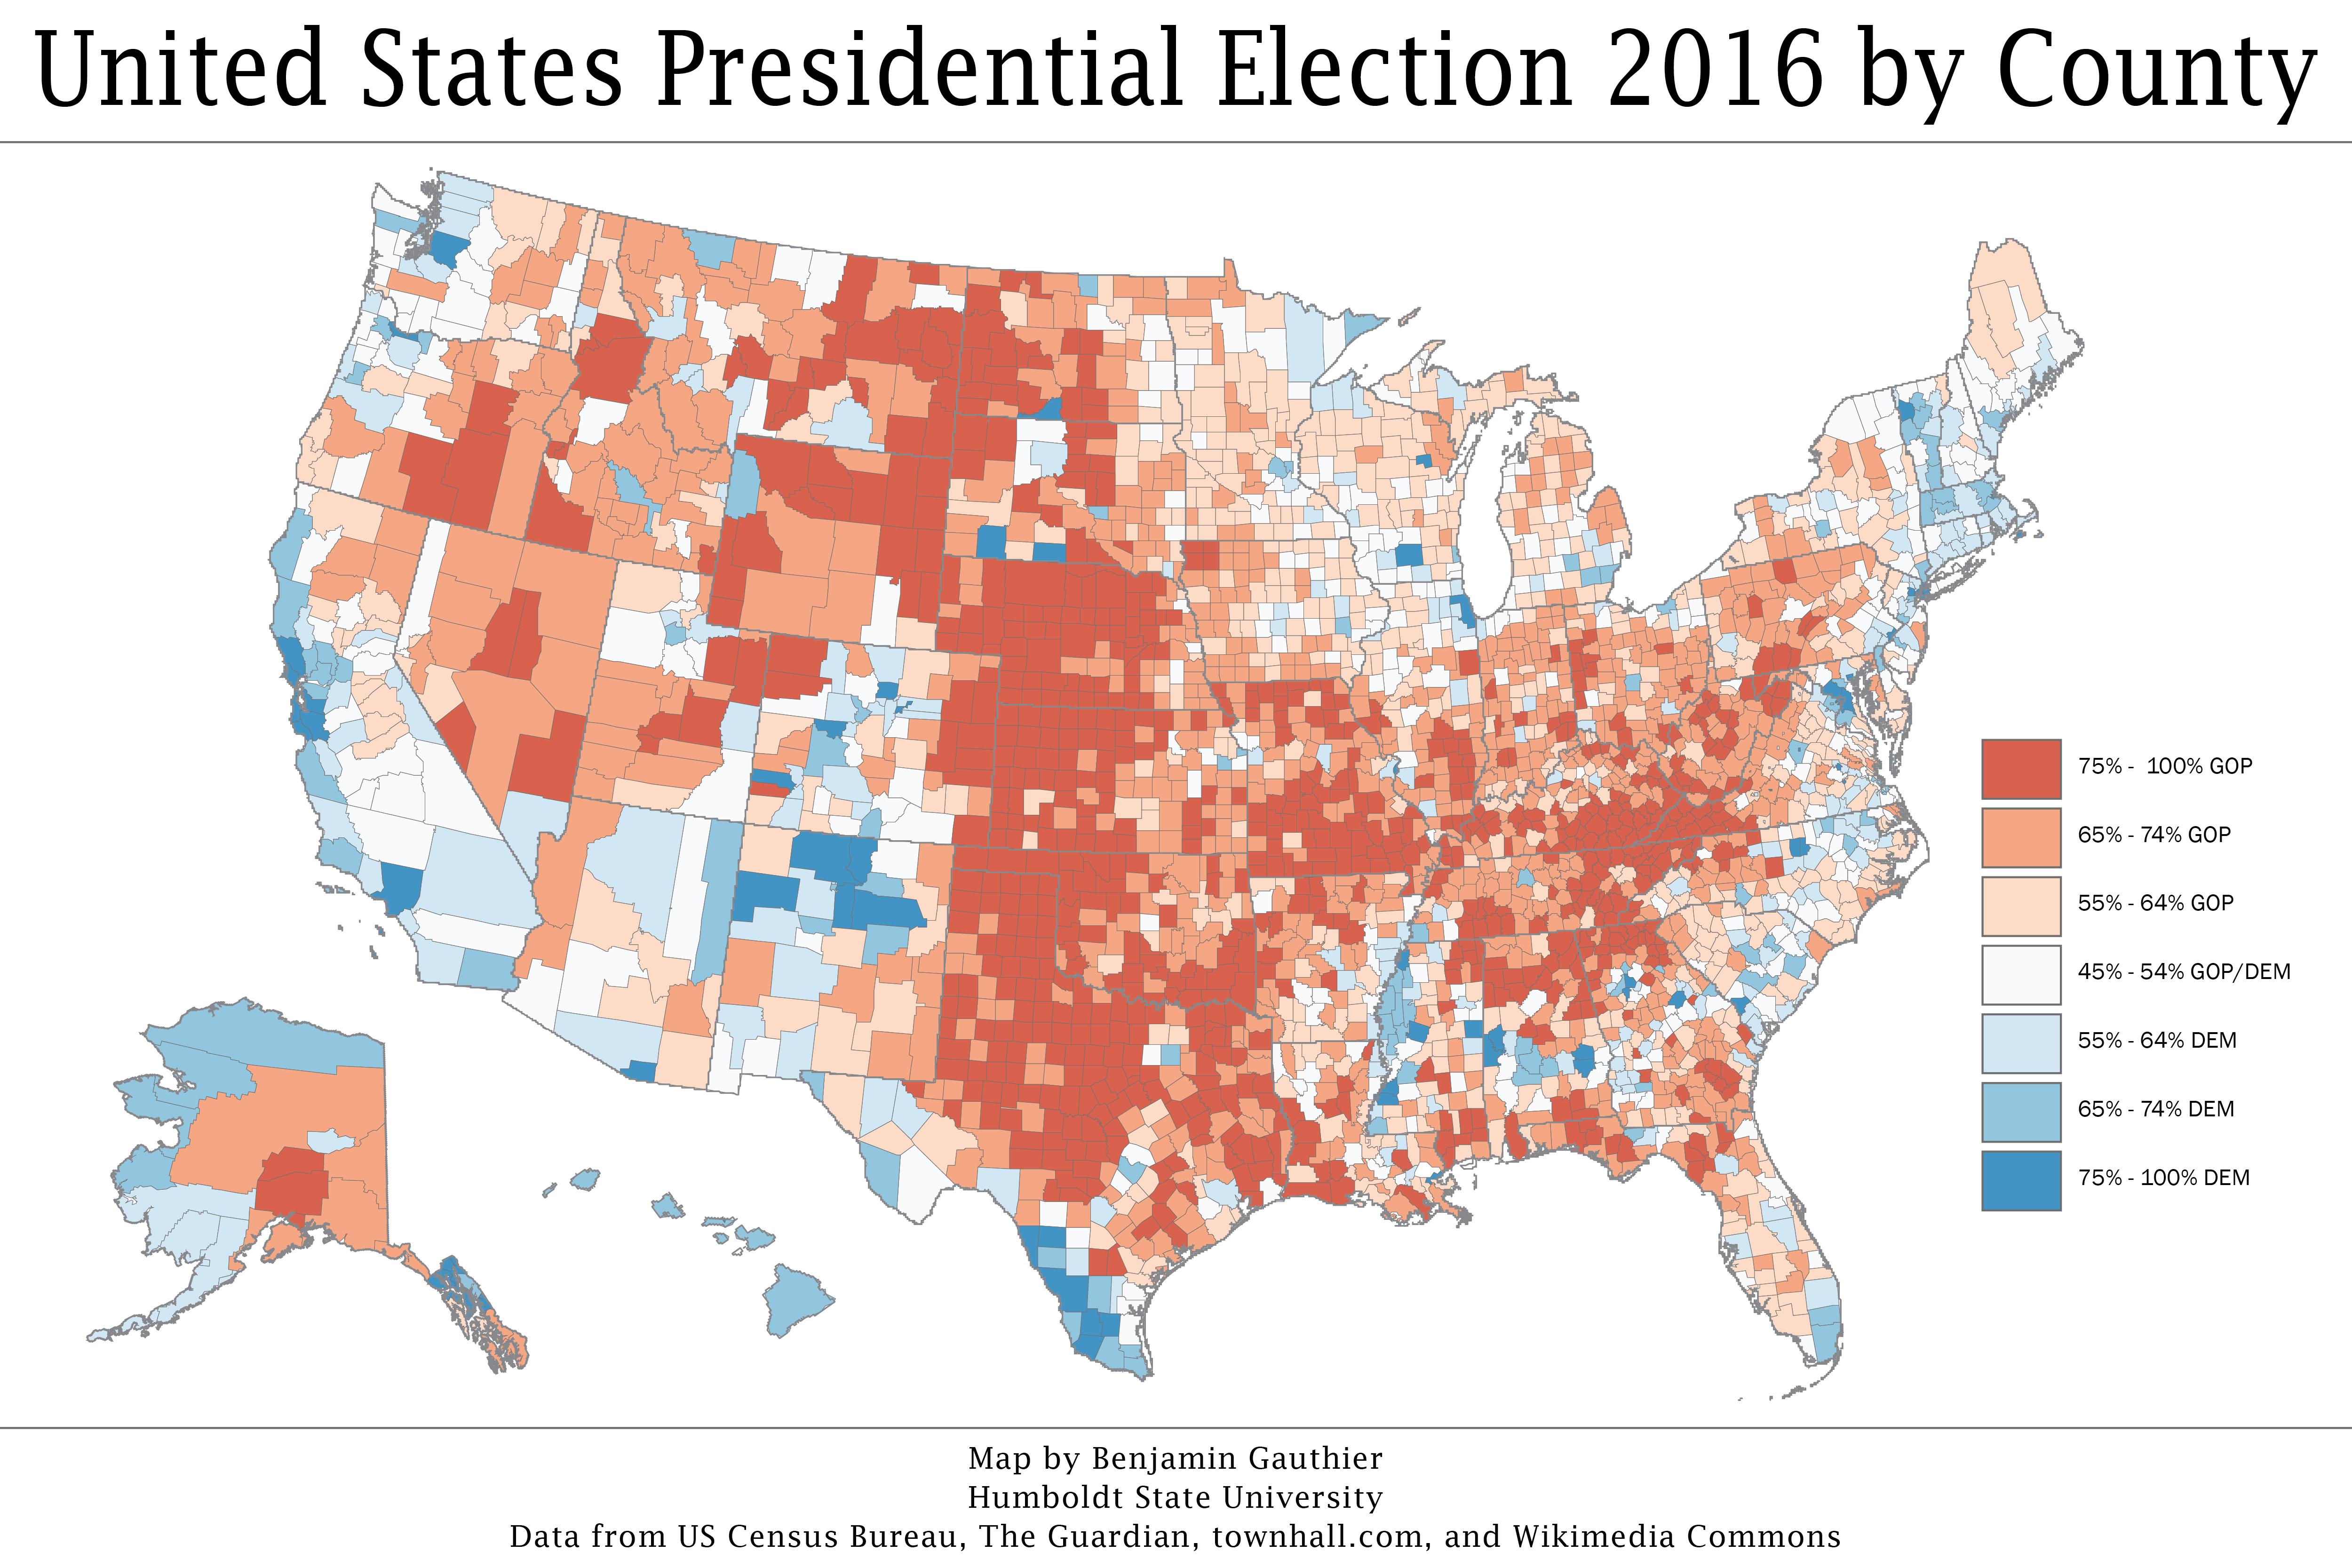 United States Presidential Election 2016 by County
75% - 100% GOP
65% - 74% GOP
55% - 64% GOP
45% - 54% GOP/DEM
55% - 64% DEM
65% - 74% DEM
75% - 100% DEM
Map by Benjamin Gauthier
Humboldt State University
Data from US Census Bureau, The Guardian, townhall.com, and Wikimedia Commons